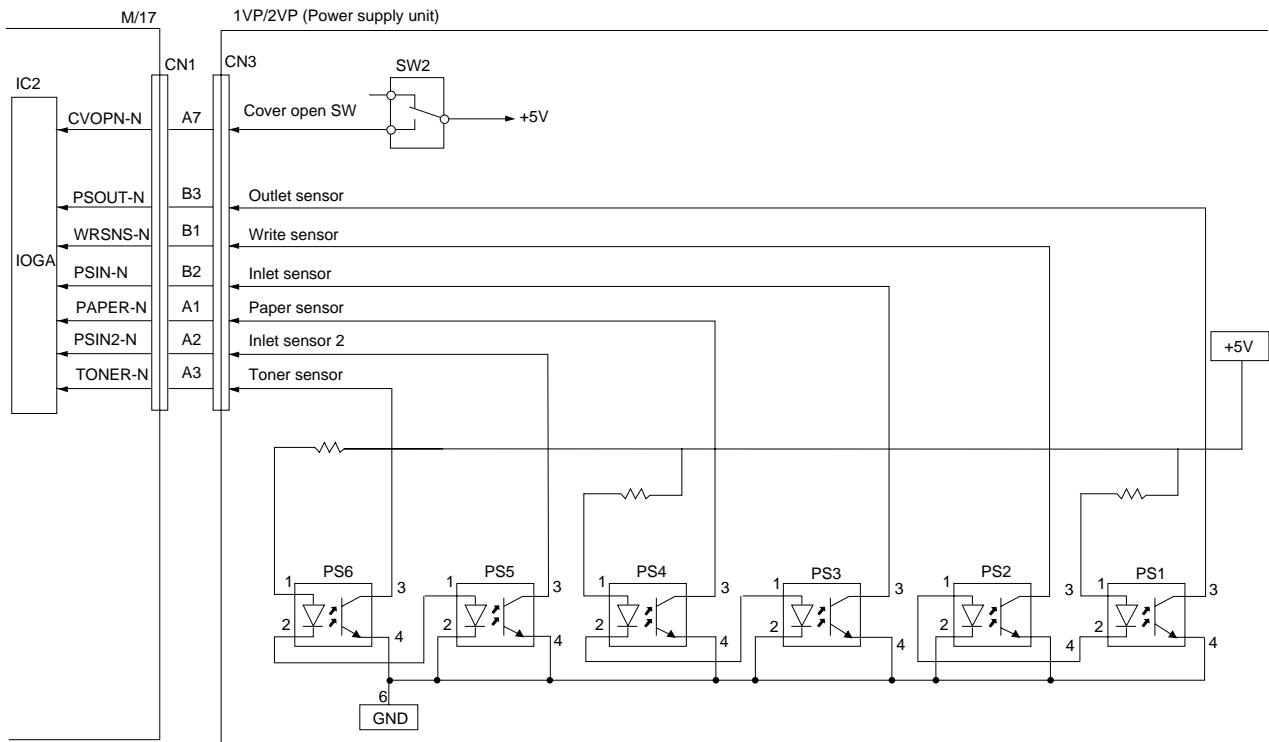 M/17
1VP/2VP (Power supply unit)
CN1
CN3
SW2
IC2
CVOPN-N
A7
Cover open SW
+5V
PSOUT-N
B3
Outlet sensor
WRSNS-N
B1
Write sensor
IOGA
PSIN-N
B2
Inlet sensor
PAPER-N
A1
Paper sensor
PSIN2-N
A2
Inlet sensor 2
+5V
TONER-N
A3
Toner sensor
PS6
PS5
PS4
PS3
PS2
PS1
1
3
1
3
1
3
1
3
1
3
3
1
3
2
4
2
4
2
4
2
4
2
4
4
2
4
6
GND